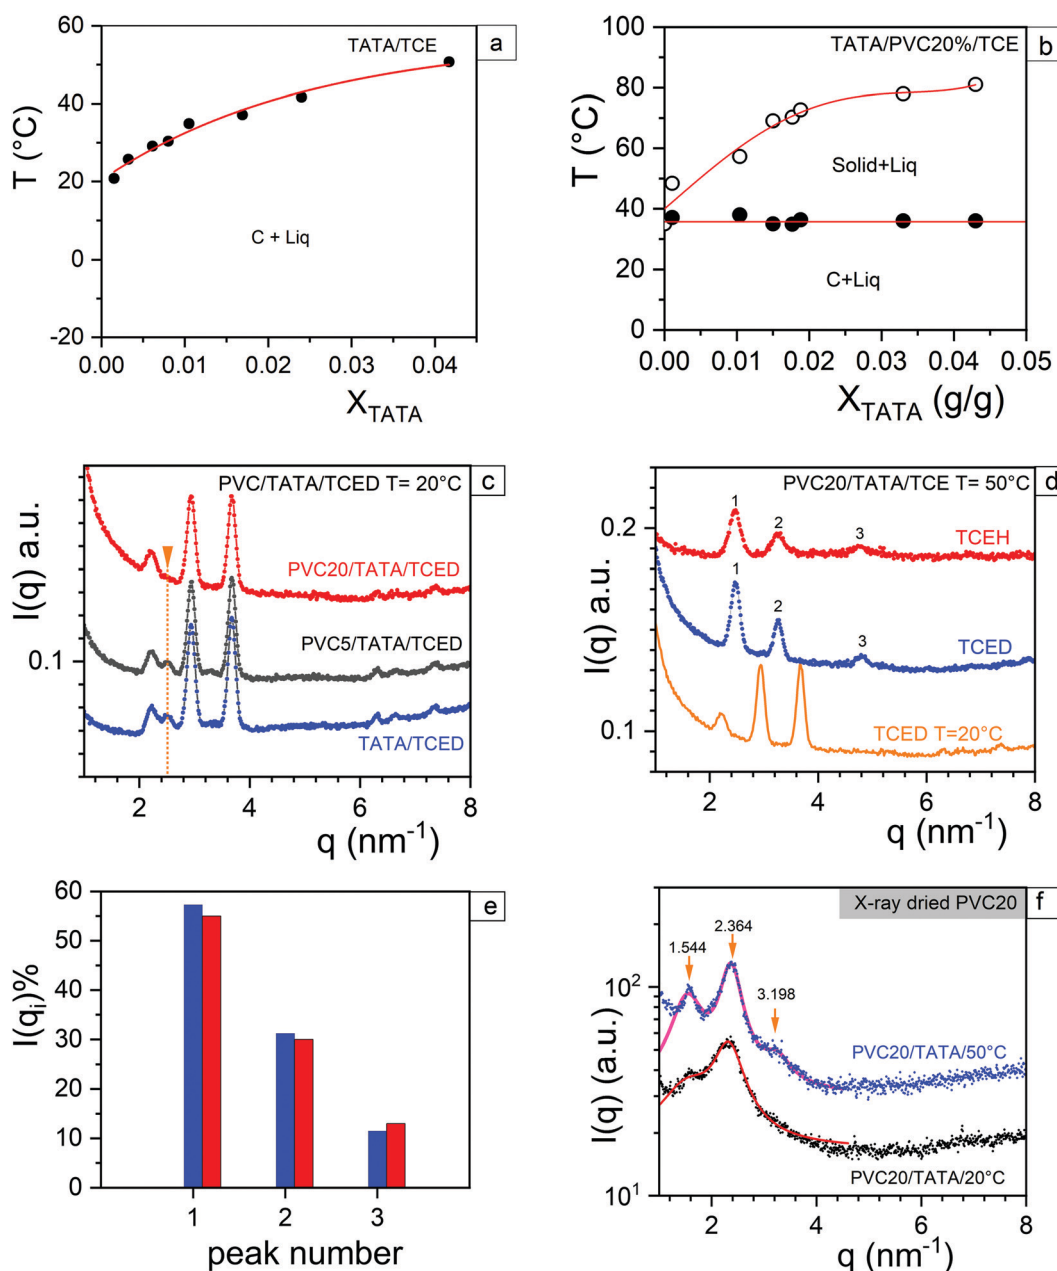 TATA/TCE
a
60
40
20
0
-20
T (°C)
C + Liq
0.00 0.01 0.02 0.03 0.04
X_TATA
TATA/PVC20%/TCE
b
100
80
60
40
20
0
T (°C)
Solid+Liq
C+Liq
0.00 0.01 0.02 0.03 0.04 0.05
X_TATA (g/g)
PVC/TATA/TCED T= 20°C
c
I(q) a.u.
0.1
PVC20/TATA/TCED
PVC5/TATA/TCED
TATA/TCED
2 4 6 8
q (nm⁻¹)
PVC20/TATA/TCE T= 50°C
d
I(q) a.u.
0.2
0.1
1 2 3
TCEH
1 2 3
TCED
TCED T=20°C
2 4 6 8
q (nm⁻¹)
e
60
50
40
30
20
10
0
I(qᵢ)%
1 2 3
peak number
X-ray dried PVC20
f
I(q) (a.u.)
10²
10¹
1.544
2.364
3.198
PVC20/TATA/50°C
PVC20/TATA/20°C
2 4 6 8
q (nm⁻¹)